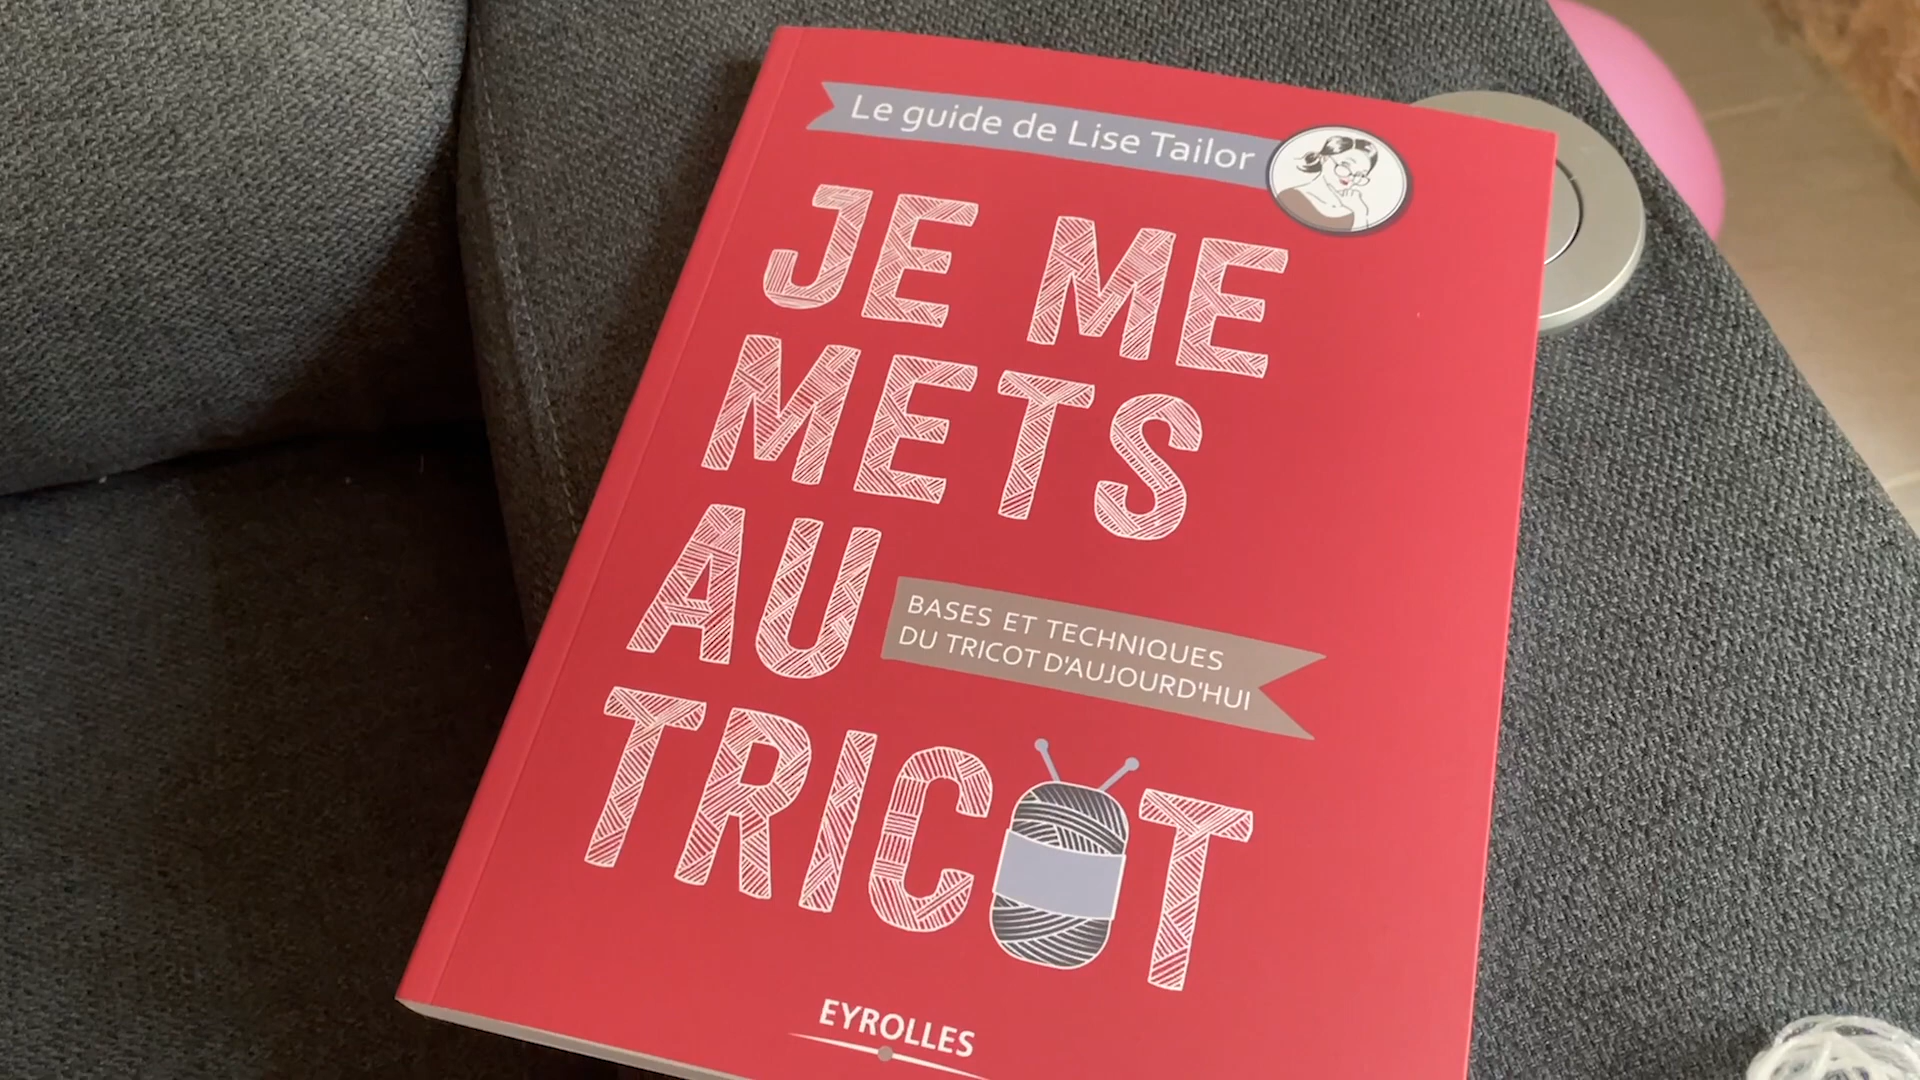 Le guide de Lise Tailor
JE ME
METS
AU
BASES ET TECHNIQUES
DU TRICOT D'AUJOURD'HUI
TRICOT
EYROLLES